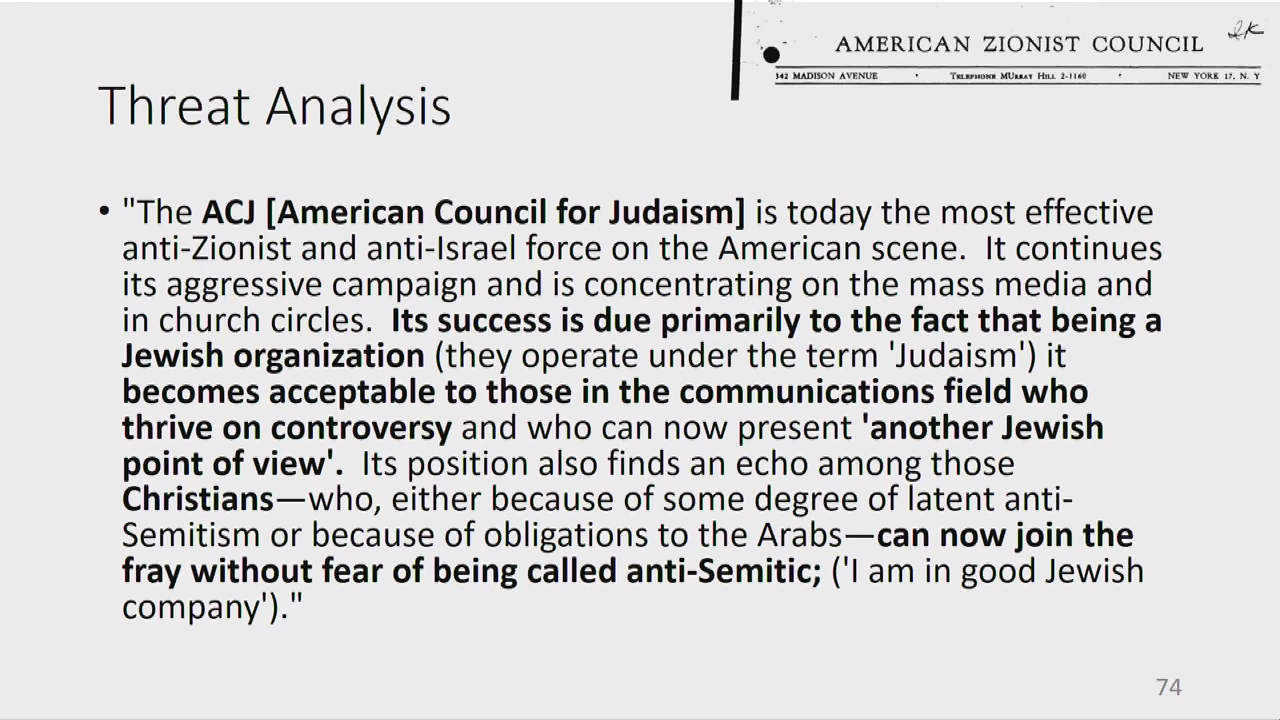 AMERICAN ZIONIST COUNCIL
342 MADISON AVENUE • TELEPHONE MURRAY HILL 2-1160 • NEW YORK 17, N. Y
Threat Analysis
• "The ACJ [American Council for Judaism] is today the most effective
anti-Zionist and anti-Israel force on the American scene.  It continues
its aggressive campaign and is concentrating on the mass media and
in church circles.  Its success is due primarily to the fact that being a
Jewish organization (they operate under the term 'Judaism') it
becomes acceptable to those in the communications field who
thrive on controversy and who can now present 'another Jewish
point of view'.  Its position also finds an echo among those
Christians—who, either because of some degree of latent anti-
Semitism or because of obligations to the Arabs—can now join the
fray without fear of being called anti-Semitic; ('I am in good Jewish
company')."
74